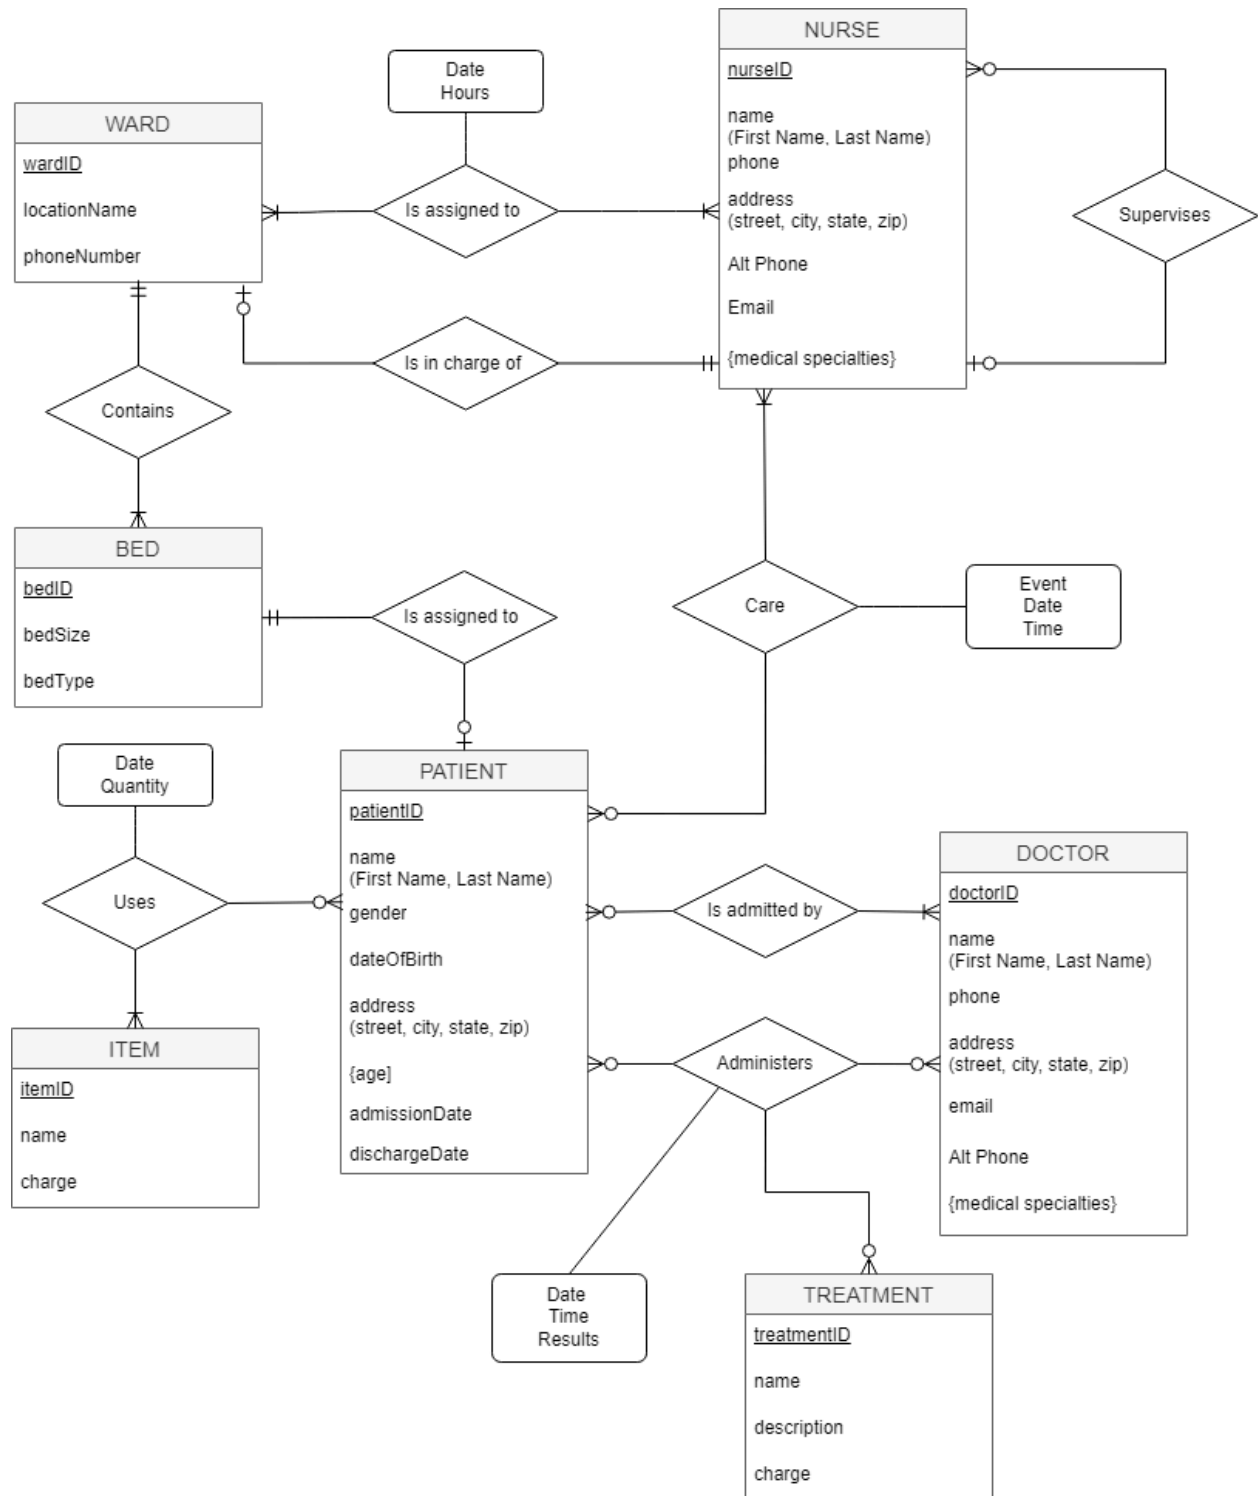 NURSE
nurseID
name
(First Name, Last Name)
phone
address
(street, city, state, zip)
Alt Phone
Email
{medical specialties}
Date
Hours
WARD
wardID
locationName
phoneNumber
Is assigned to
Supervises
Is in charge of
Contains
BED
bedID
bedSize
bedType
Is assigned to
Care
Event
Date
Time
Date
Quantity
Uses
PATIENT
patientID
name
(First Name, Last Name)
gender
dateOfBirth
address
(street, city, state, zip)
{age]
admissionDate
dischargeDate
DOCTOR
doctorID
name
(First Name, Last Name)
phone
address
(street, city, state, zip)
email
Alt Phone
{medical specialties}
Is admitted by
Administers
ITEM
itemID
name
charge
Date
Time
Results
TREATMENT
treatmentID
name
description
charge